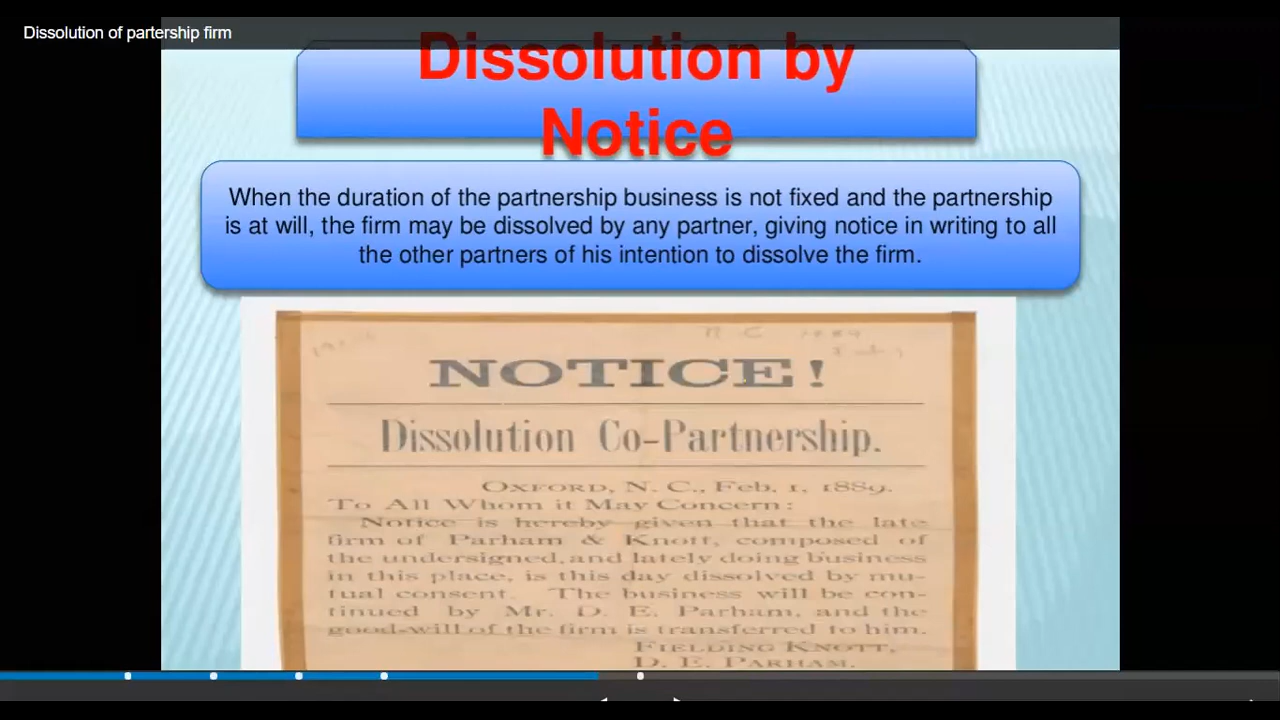 Dissolution of partership firm
Dissolution by
Notice
When the duration of the partnership business is not fixed and the partnership
is at will, the firm may be dissolved by any partner, giving notice in writing to all
the other partners of his intention to dissolve the firm.
NOTICE!
Dissolution Co-Partnership.
OXFORD, N. C., Feb. 1, 1889.
To All Whom it May Concern:
Notice is hereby given that the late
firm of Parham & Knott, composed of
the undersigned, and lately doing business
in this place, is this day dissolved by mu-
tual consent. The business will be con-
tinued by Mr. D. E. Parham, and the
good-will of the firm is transferred to him.
FIELDING KNOTT,
D. E. PARHAM.